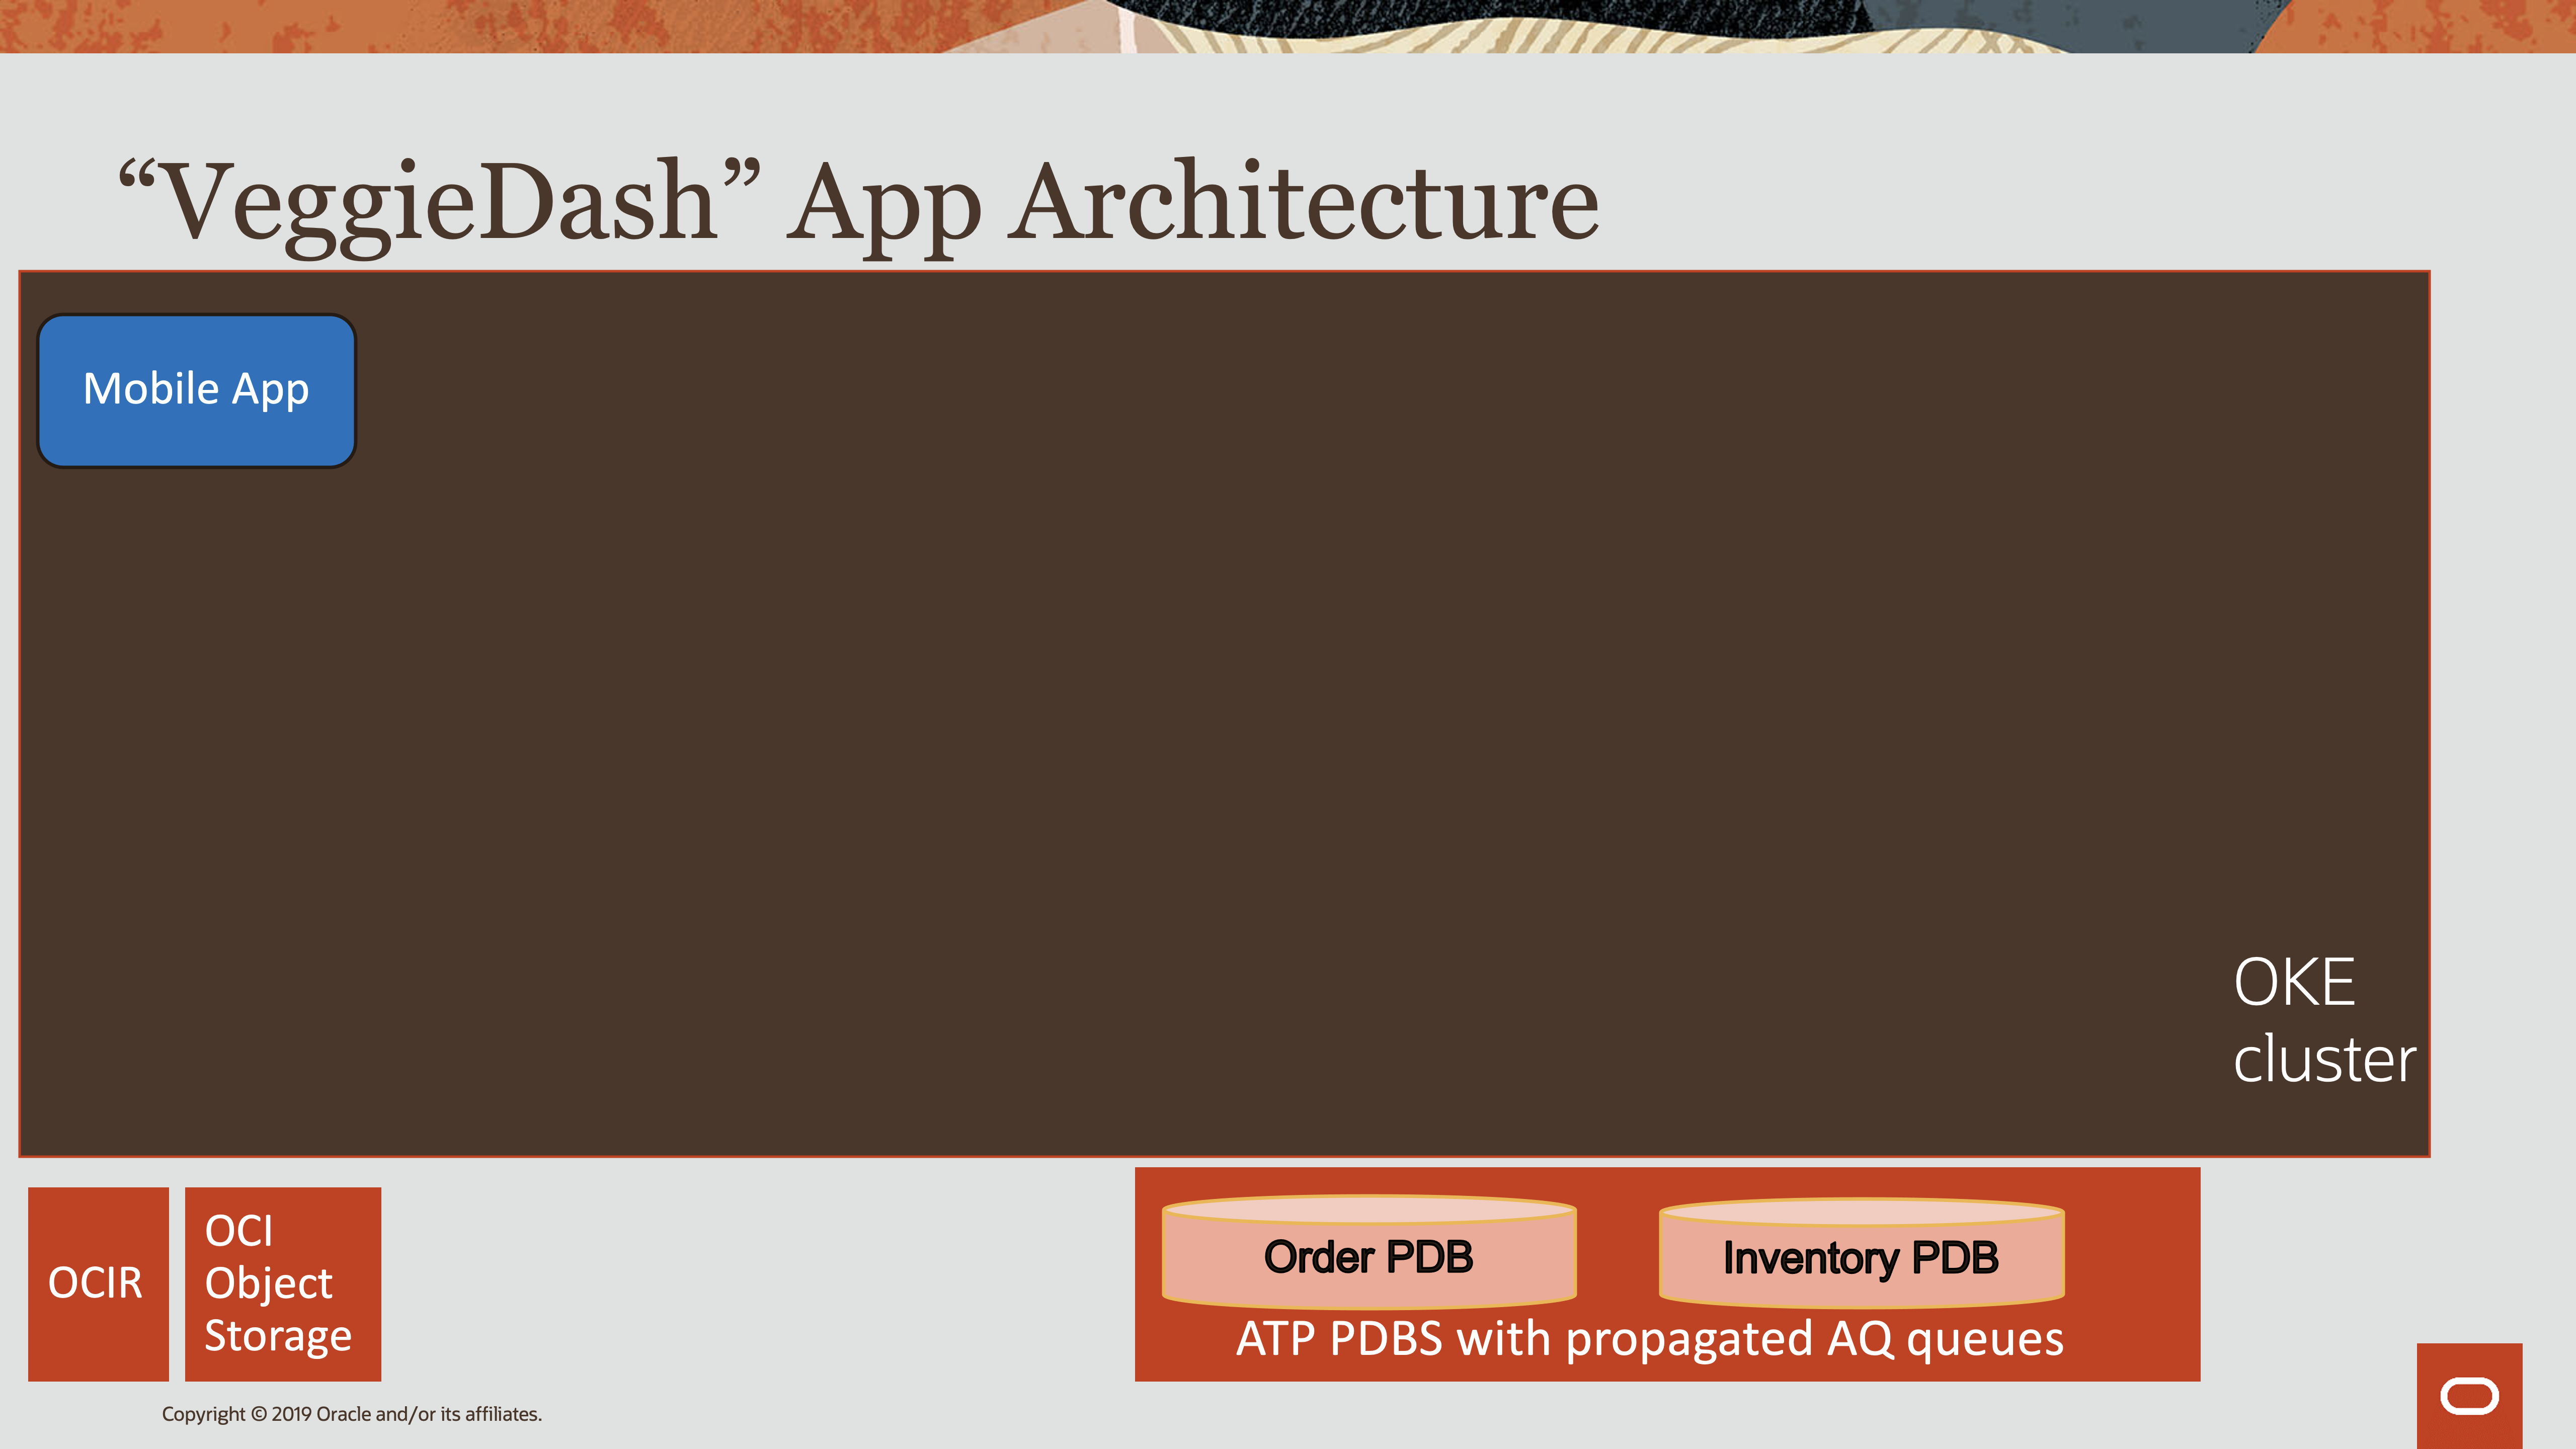 “VeggieDash” App Architecture
Mobile App
OKE
cluster
OCIR
OCI
Object
Storage
Order PDB
Inventory PDB
ATP PDBS with propagated AQ queues
Copyright © 2019 Oracle and/or its affiliates.